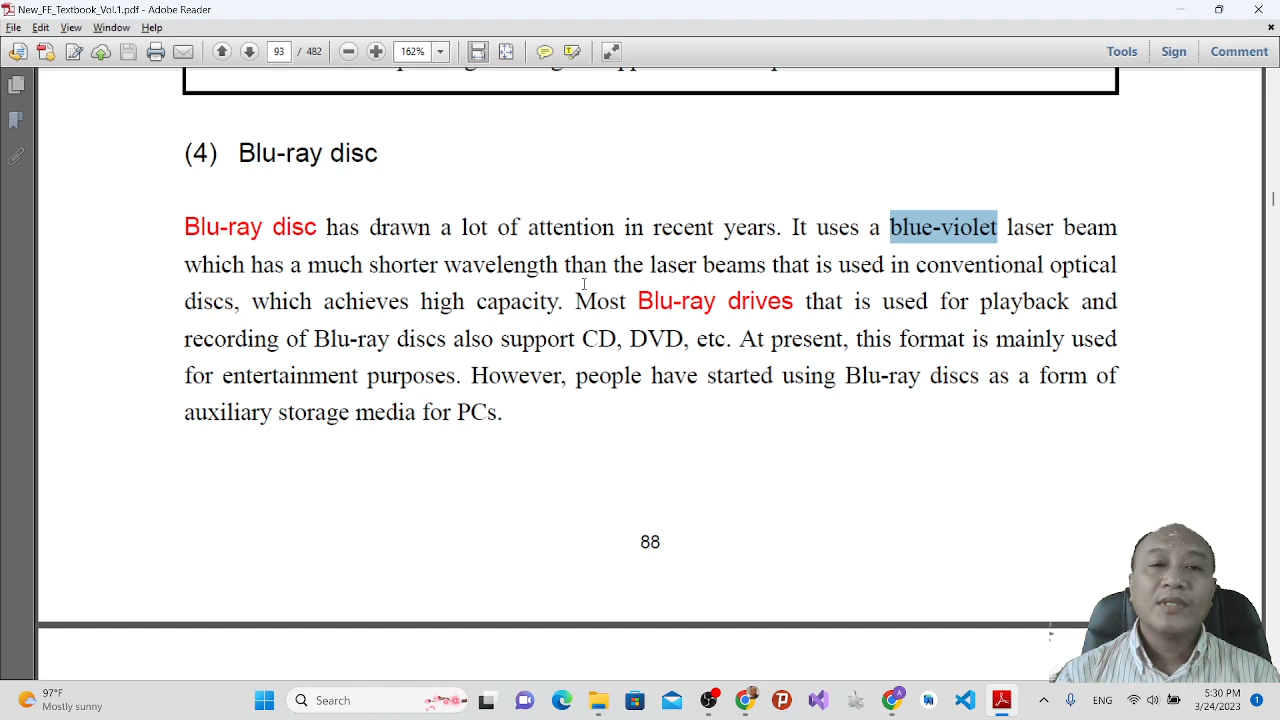 New_FE_Textbook_Vol.1.pdf - Adobe Reader
File Edit View Window Help
93 / 482 162% Tools Sign Comment
(4) Blu-ray disc
Blu-ray disc has drawn a lot of attention in recent years. It uses a blue-violet laser beam
which has a much shorter wavelength than the laser beams that is used in conventional optical
discs, which achieves high capacity. Most Blu-ray drives that is used for playback and
recording of Blu-ray discs also support CD, DVD, etc. At present, this format is mainly used
for entertainment purposes. However, people have started using Blu-ray discs as a form of
auxiliary storage media for PCs.
88
97°F
Mostly sunny
Search
ENG
5:30 PM
3/24/2023
1